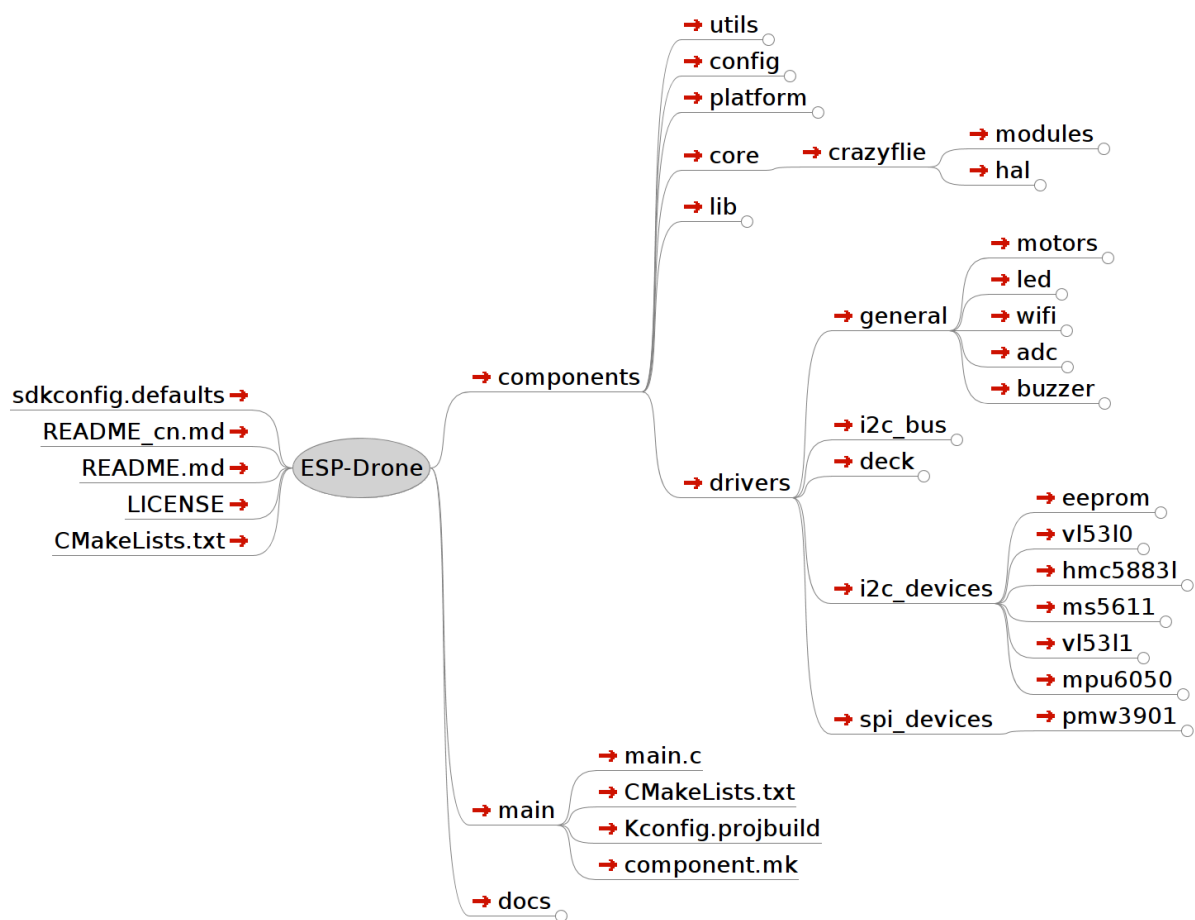 utils
config
platform
core
crazyflie
modules
hal
lib
motors
led
general
wifi
adc
buzzer
components
sdkconfig.defaults
README_cn.md
README.md
LICENSE
CMakeLists.txt
ESP-Drone
i2c_bus
deck
drivers
eeprom
vl53l0
hmc5883l
i2c_devices
ms5611
vl53l1
mpu6050
spi_devices
pmw3901
main.c
CMakeLists.txt
main
Kconfig.projbuild
component.mk
docs